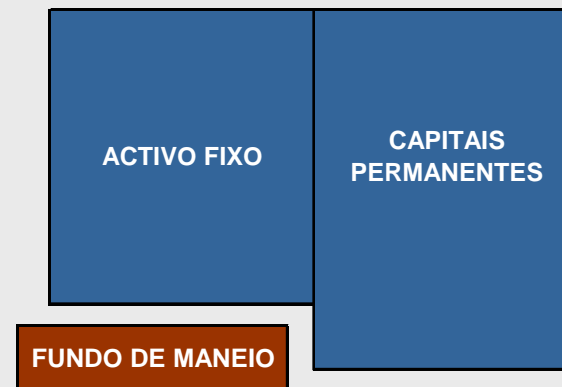 ACTIVO FIXO
CAPITAIS
PERMANENTES
FUNDO DE MANEIO